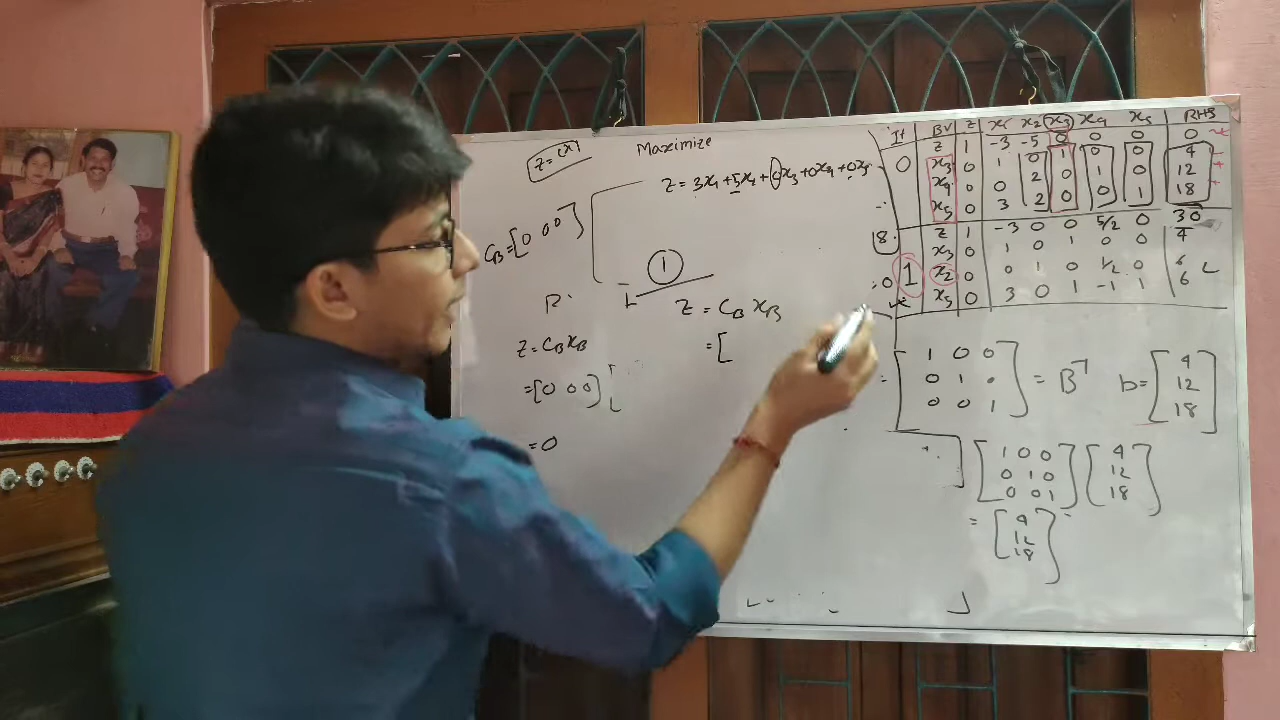 Z=(X)
Maximize
Z = 3x₁+5x₂+0x₃+0x₄+0x₅
C_B=[0 0 0]
①
Z = C_B X_B
=[0 0 0]
=0
Z = C_B X_B
=[
It BV Z x₁ x₂ x₃ x₄ x₅ RHS
0 Z 1 -3 -5 0 0 0 0
x₃ 0 1 0 1 0 0 4
x₄ 0 0 2 0 1 0 12
x₅ 0 3 2 0 0 1 18
Z 1 -3 0 0 5/2 0 30
x₃ 0 1 0 1 0 0 4
1 x₂ 0 0 1 0 1/2 0 6
x₅ 0 3 0 1 -1 1 6
1 0 0
0 1 0
0 0 1
= B⁻¹
b=
4
12
18
1 0 0
0 1 0
0 0 1
4
12
18
=
4
12
18